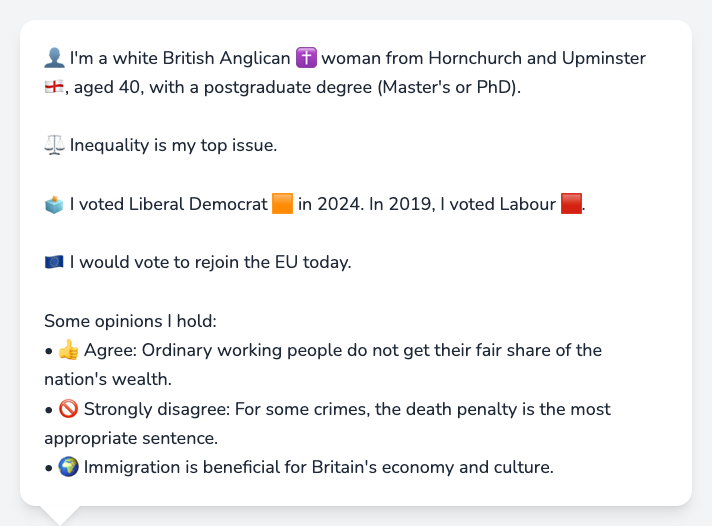 👤 I'm a white British Anglican ✝️ woman from Hornchurch and Upminster
🏴󠁧󠁢󠁥󠁮󠁧󠁿, aged 40, with a postgraduate degree (Master's or PhD).
⚖️ Inequality is my top issue.
🗳️ I voted Liberal Democrat 🟧 in 2024. In 2019, I voted Labour 🟥.
🇪🇺 I would vote to rejoin the EU today.
Some opinions I hold:
• 👍 Agree: Ordinary working people do not get their fair share of the
nation's wealth.
• 🚫 Strongly disagree: For some crimes, the death penalty is the most
appropriate sentence.
• 🌍 Immigration is beneficial for Britain's economy and culture.